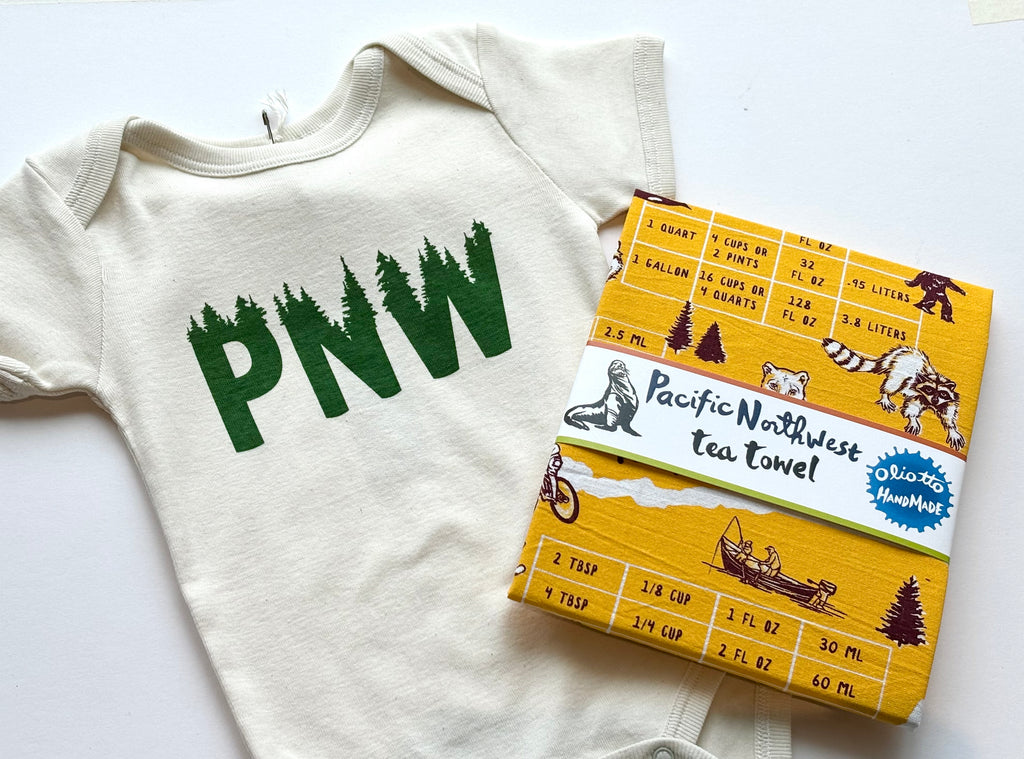 PNW
1 QUART
4 CUPS OR
2 PINTS
FL OZ
32
FL OZ
.95 LITERS
1 GALLON
16 CUPS OR
4 QUARTS
128
FL OZ
3.8 LITERS
2.5 ML
Pacific Northwest
tea towel
Oliotto
HANDMADE
2 TBSP
1/8 CUP
1 FL OZ
30 ML
4 TBSP
1/4 CUP
2 FL OZ
60 ML